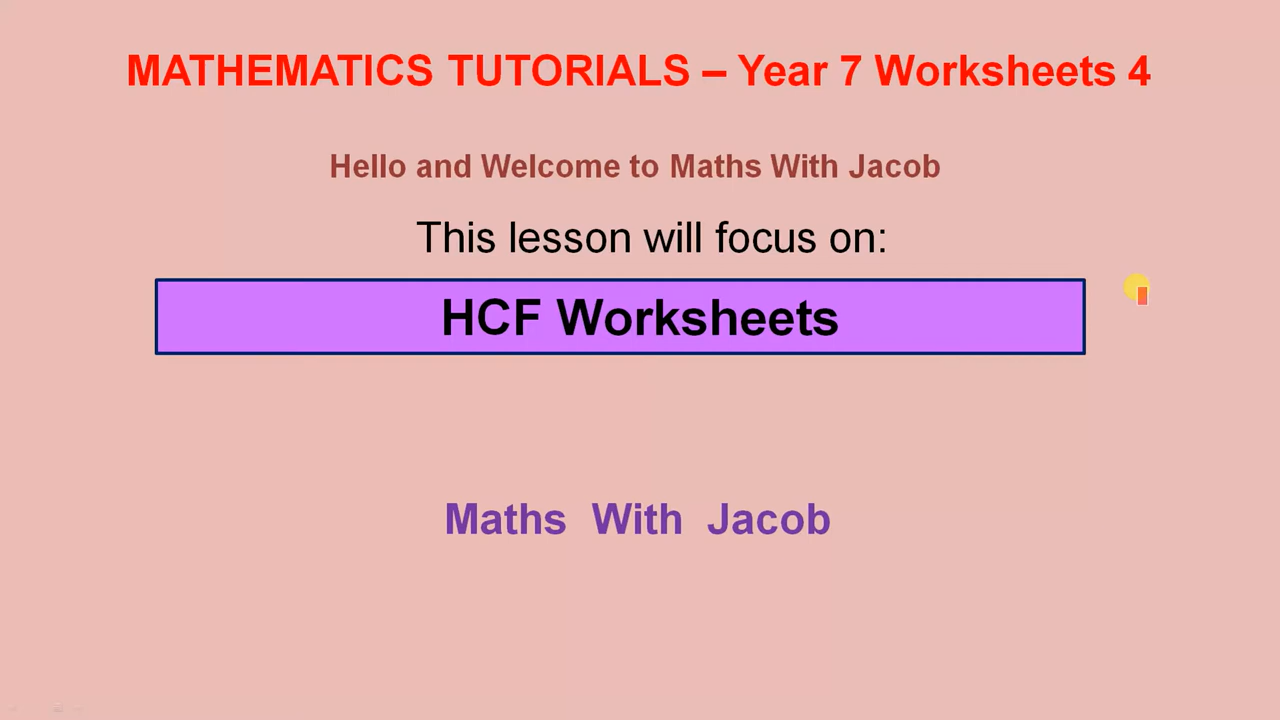 MATHEMATICS TUTORIALS – Year 7 Worksheets 4
Hello and Welcome to Maths With Jacob
This lesson will focus on:
HCF Worksheets
Maths With Jacob